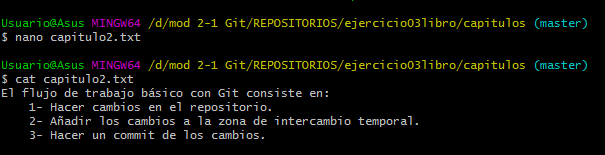 Usuario@Asus MINGW64 /d/mod 2-1 Git/REPOSITORIOS/ejercicio03libro/capitulos (master)
$ nano capitulo2.txt
Usuario@Asus MINGW64 /d/mod 2-1 Git/REPOSITORIOS/ejercicio03libro/capitulos (master)
$ cat capitulo2.txt
El flujo de trabajo básico con Git consiste en:
1- Hacer cambios en el repositorio.
2- Añadir los cambios a la zona de intercambio temporal.
3- Hacer un commit de los cambios.